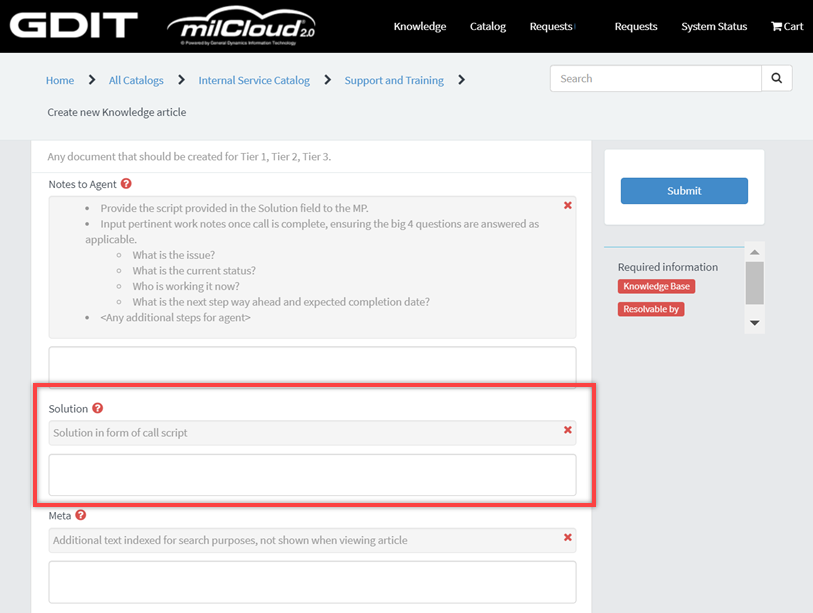 GDIT milCloud 2.0 Knowledge Catalog Requests Requests System Status Cart
© Powered by General Dynamics Information Technology
Home All Catalogs Internal Service Catalog Support and Training Search
Create new Knowledge article
Any document that should be created for Tier 1, Tier 2, Tier 3.
Notes to Agent ?
• Provide the script provided in the Solution field to the MP.
• Input pertinent work notes once call is complete, ensuring the big 4 questions are answered as
applicable.
○ What is the issue?
○ What is the current status?
○ Who is working it now?
○ What is the next step way ahead and expected completion date?
• <Any additional steps for agent>
Submit
Required information
Knowledge Base
Resolvable by
Solution ?
Solution in form of call script
Meta ?
Additional text indexed for search purposes, not shown when viewing article